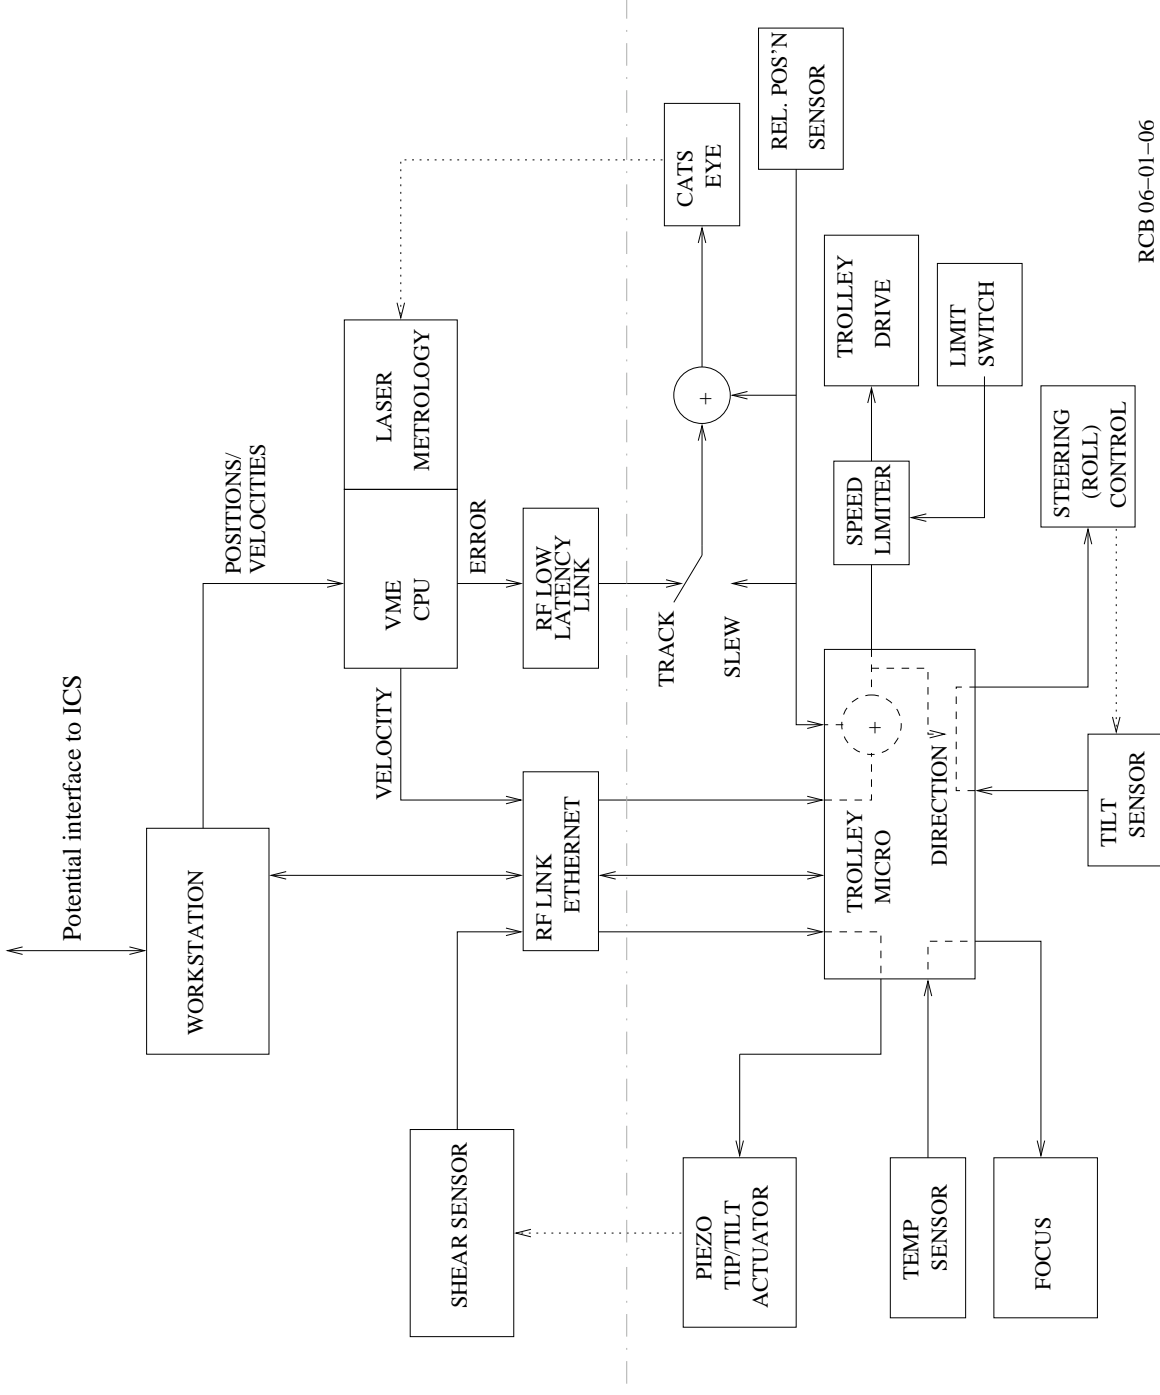 Potential interface to ICS
WORKSTATION
POSITIONS/
VELOCITIES
LASER
METROLOGY
VME
CPU
VELOCITY
ERROR
SHEAR SENSOR
RF LINK
ETHERNET
RF LOW
LATENCY
LINK
TRACK
SLEW
+
CATS
EYE
REL. POS'N
SENSOR
PIEZO
TIP/TILT
ACTUATOR
TROLLEY
MICRO
+
DIRECTION
SPEED
LIMITER
TROLLEY
DRIVE
LIMIT
SWITCH
TEMP
SENSOR
FOCUS
STEERING
(ROLL)
CONTROL
TILT
SENSOR
RCB 06–01–06